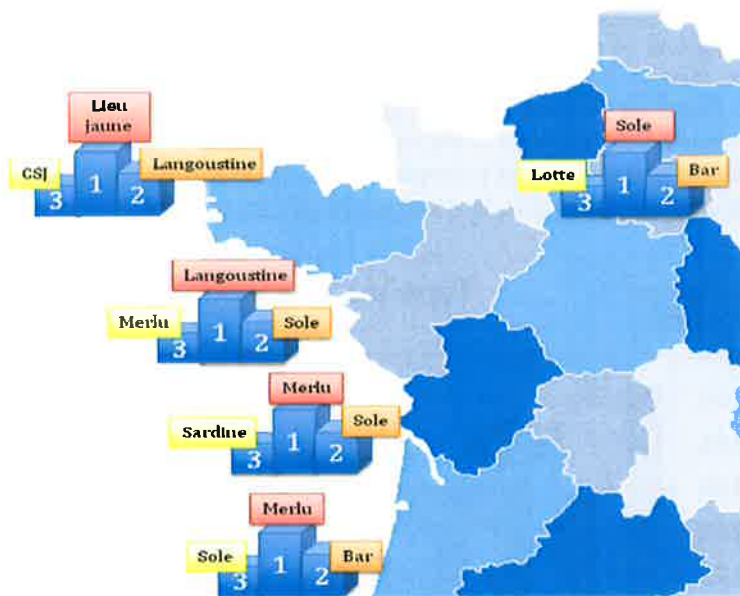 Lieu
jaune
CSJ
Langoustine
3 1 2
Sole
Lotte
Bar
3 1 2
Langoustine
Merlu
Sole
3 1 2
Merlu
Sardine
Sole
3 1 2
Merlu
Sole
Bar
3 1 2